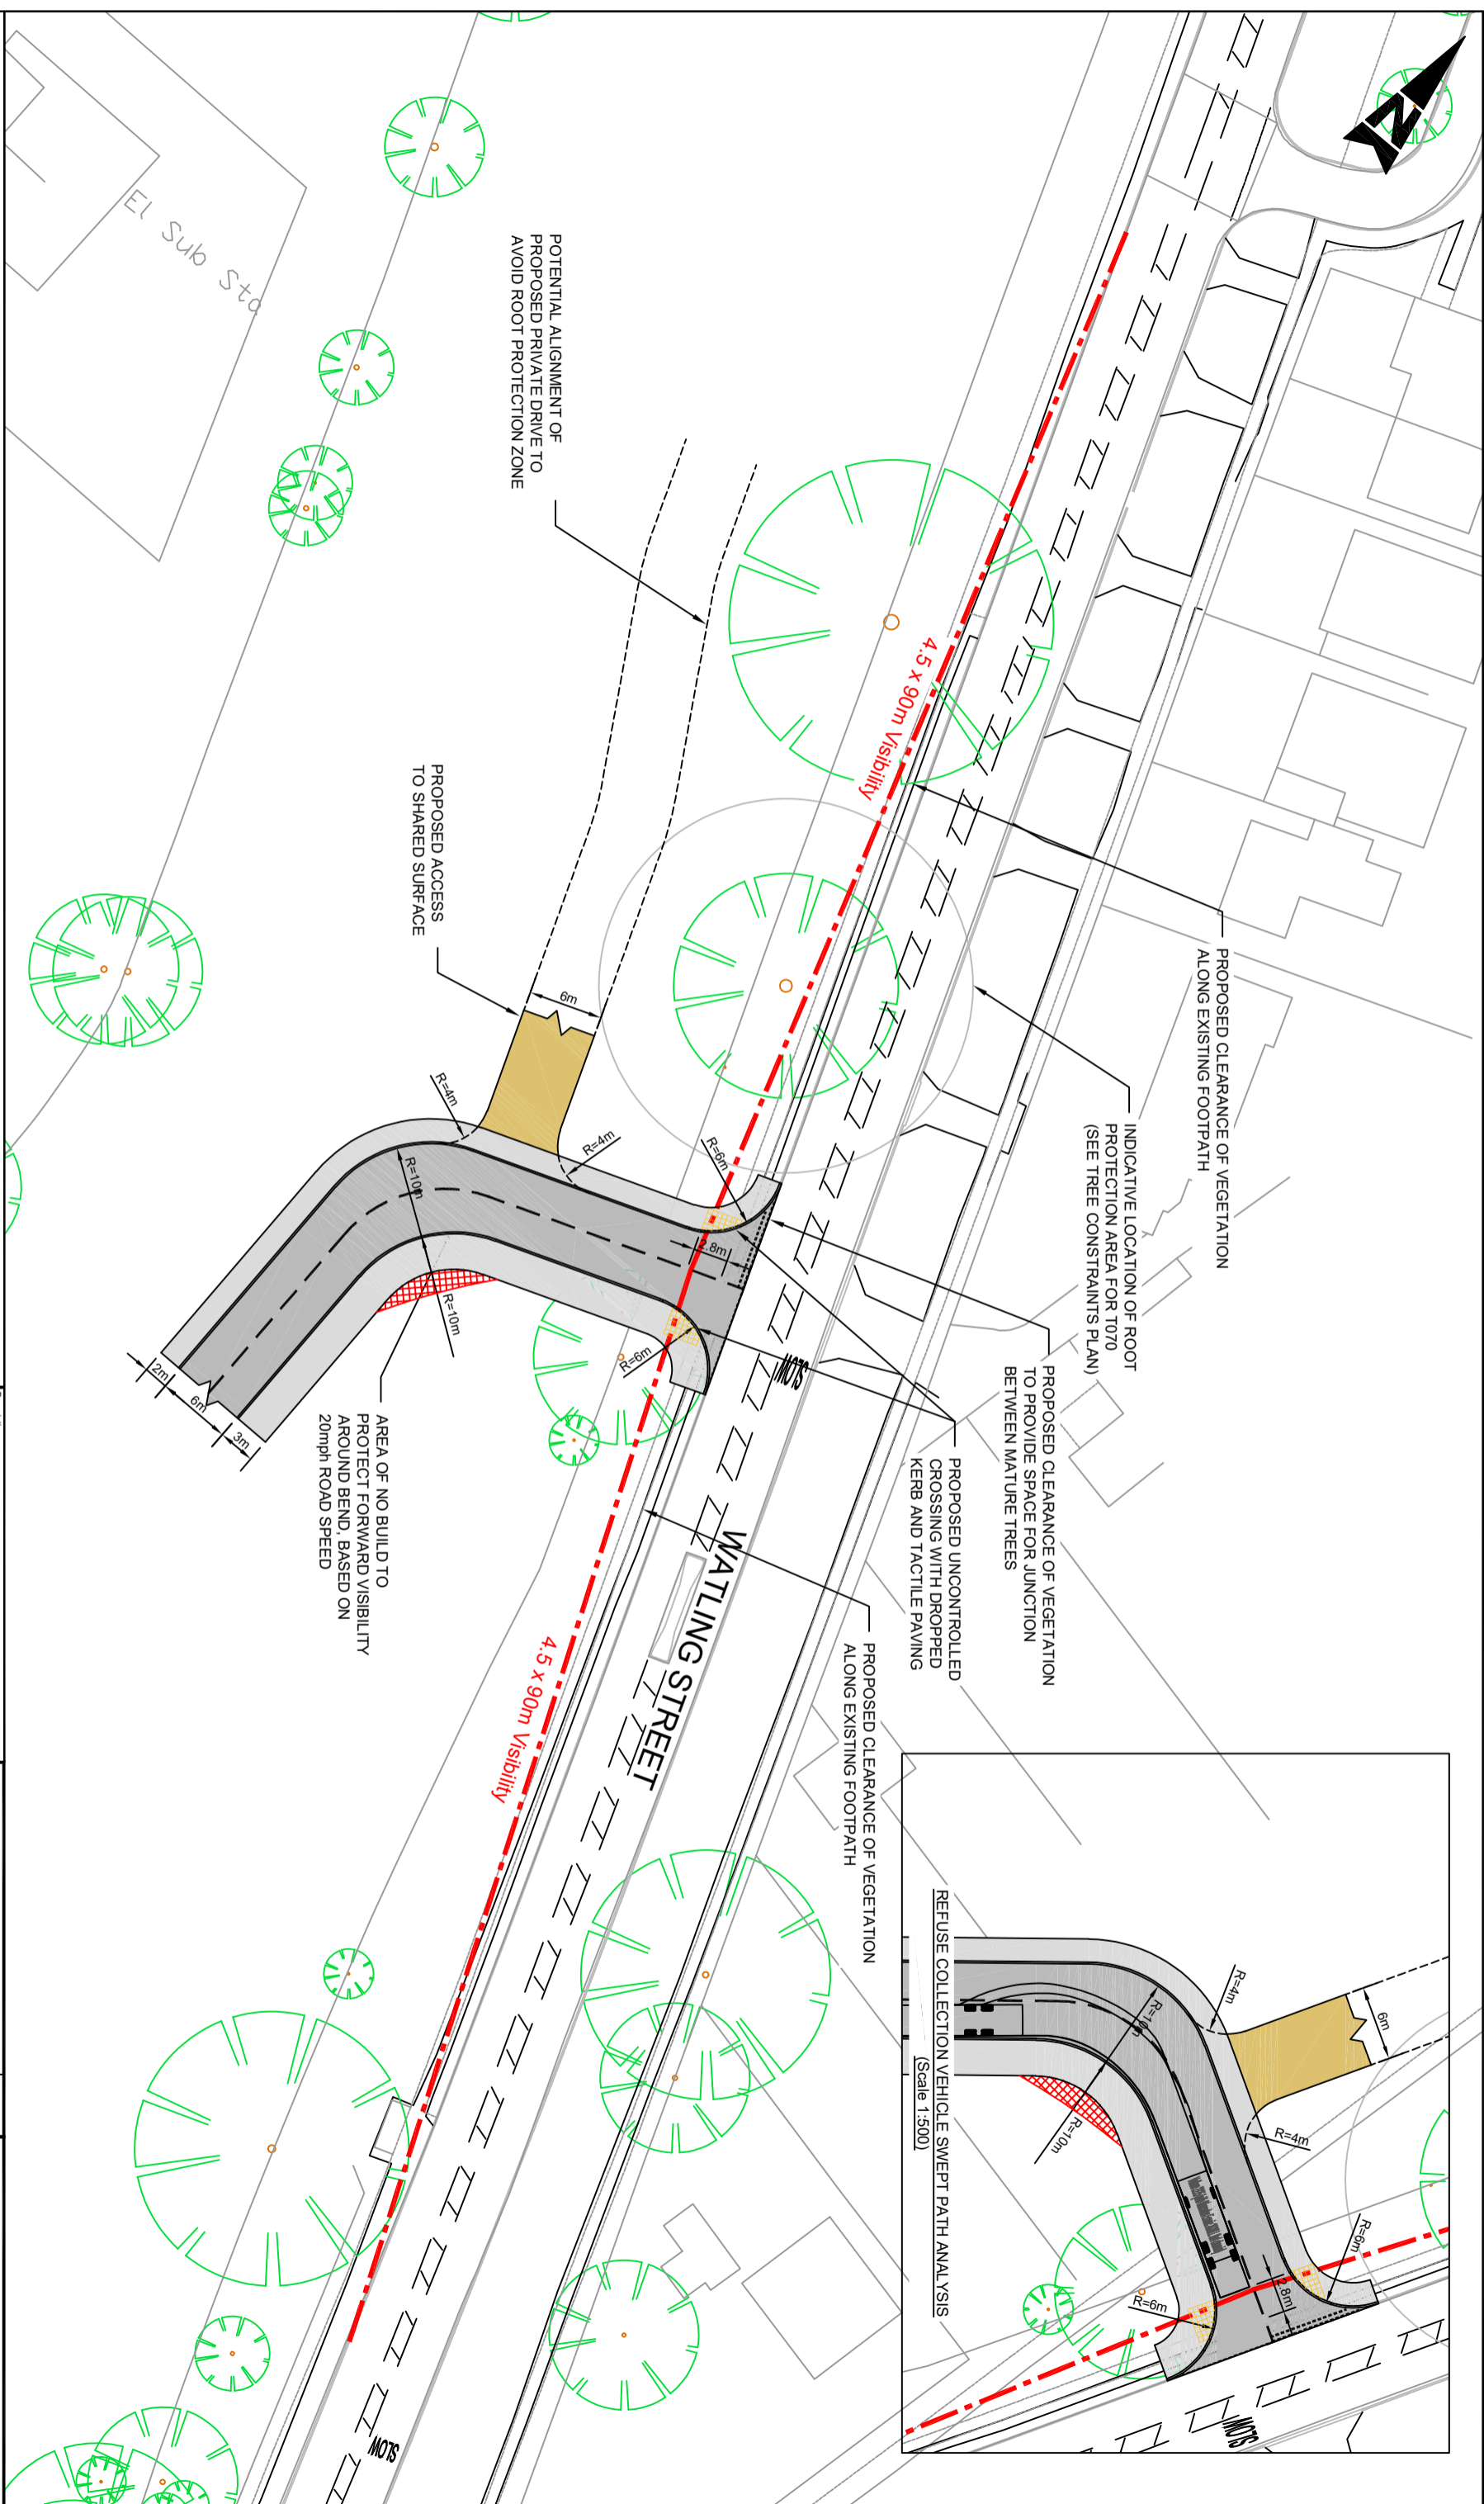 N
El Sub Sta
POTENTIAL ALIGNMENT OF
PROPOSED PRIVATE DRIVE TO
AVOID ROOT PROTECTION ZONE
4.5 x 90m Visibility
PROPOSED ACCESS
TO SHARED SURFACE
PROPOSED CLEARANCE OF VEGETATION
ALONG EXISTING FOOTPATH
INDICATIVE LOCATION OF ROOT
PROTECTION AREA FOR T070
(SEE TREE CONSTRAINTS PLAN)
PROPOSED CLEARANCE OF VEGETATION
TO PROVIDE SPACE FOR JUNCTION
BETWEEN MATURE TREES
PROPOSED UNCONTROLLED
CROSSING WITH DROPPED
KERB AND TACTILE PAVING
PROPOSED CLEARANCE OF VEGETATION
ALONG EXISTING FOOTPATH
6m
R=4m
R=4m
R=6m
R=10m
2.8m
R=10m
R=6m
SLOW
2m
6m
3m
AREA OF NO BUILD TO
PROTECT FORWARD VISIBILITY
AROUND BEND, BASED ON
20mph ROAD SPEED
WATLING STREET
4.5 x 90m Visibility
SLOW
6m
R=4m
R=10m
R=4m
R=10m
R=6m
2.8m
R=6m
SLOW
REFUSE COLLECTION VEHICLE SWEPT PATH ANALYSIS
(Scale 1:500)